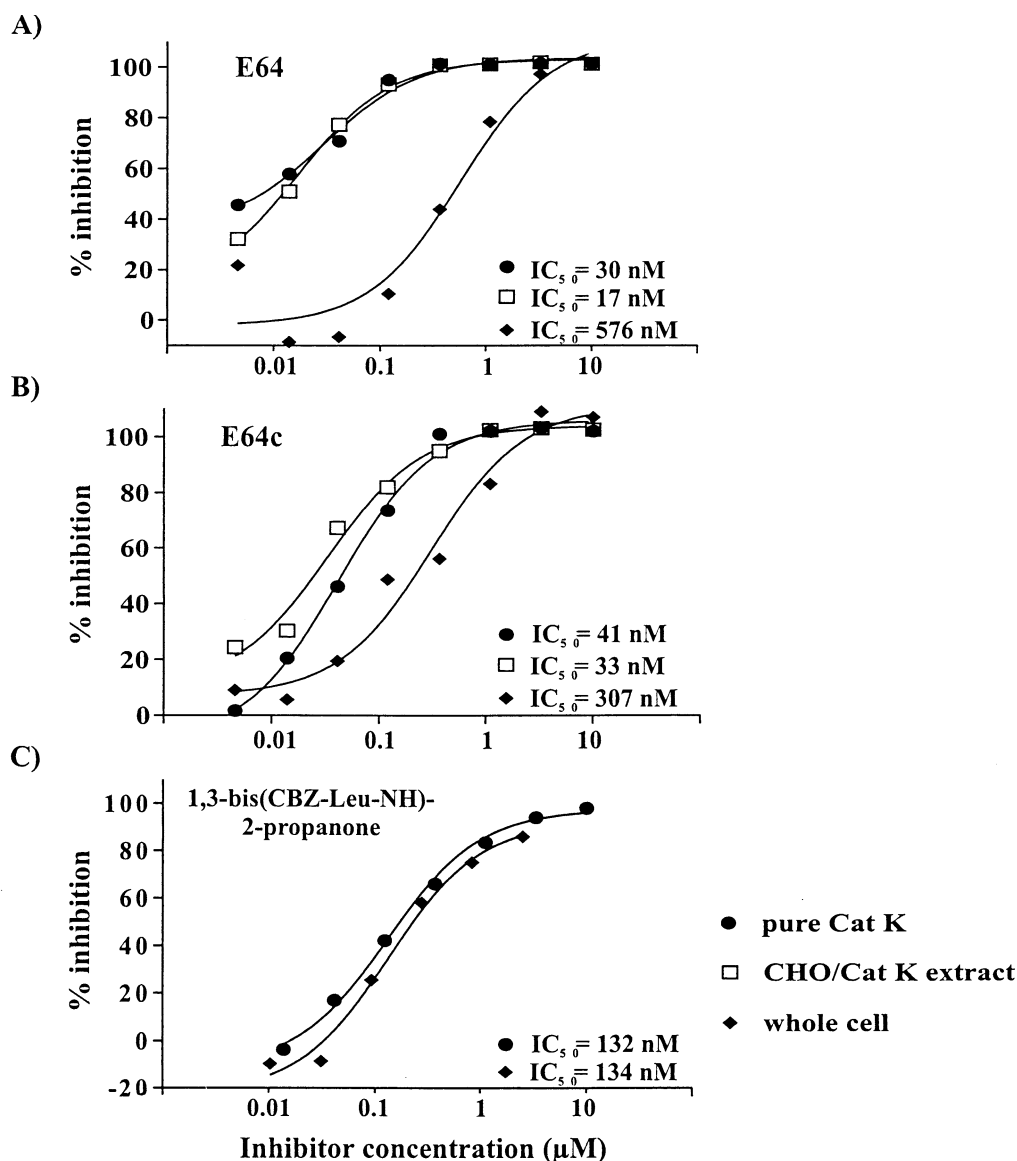 A)
E64
% inhibition
100
80
60
40
20
0
0.01 0.1 1 10
IC50= 30 nM
IC50= 17 nM
IC50= 576 nM
B)
E64c
% inhibition
100
80
60
40
20
0
0.01 0.1 1 10
IC50= 41 nM
IC50= 33 nM
IC50= 307 nM
C)
1,3-bis(CBZ-Leu-NH)-
2-propanone
% inhibition
100
80
60
40
20
0
-20
0.01 0.1 1 10
IC50= 132 nM
IC50= 134 nM
Inhibitor concentration (µM)
pure Cat K
CHO/Cat K extract
whole cell